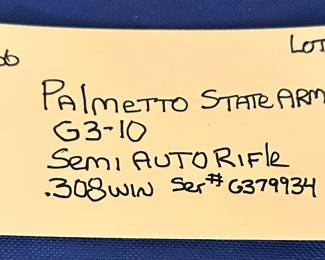 Lot
Palmetto State Arm
G3-10
Semi Auto Rifle
.308 Win Ser# G379934